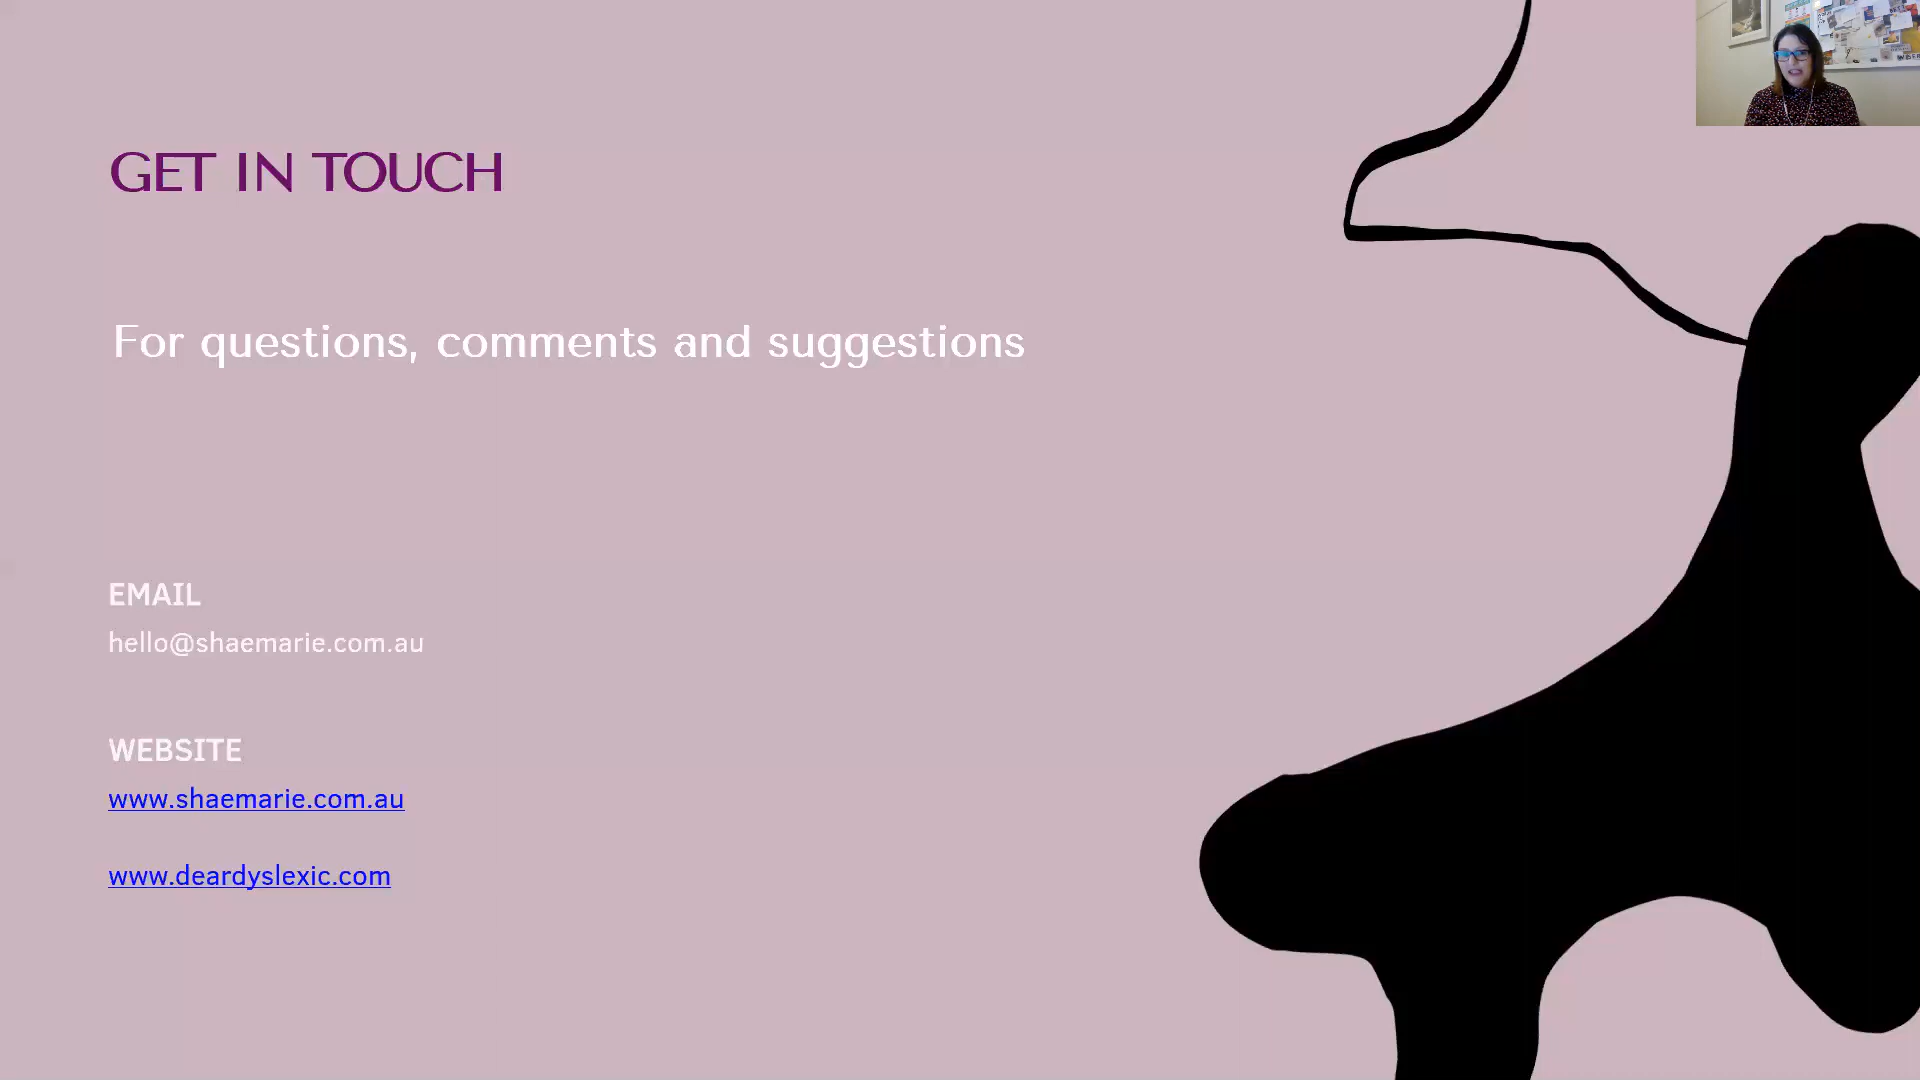 GET IN TOUCH
For questions, comments and suggestions
EMAIL
hello@shaemarie.com.au
WEBSITE
www.shaemarie.com.au
www.deardyslexic.com